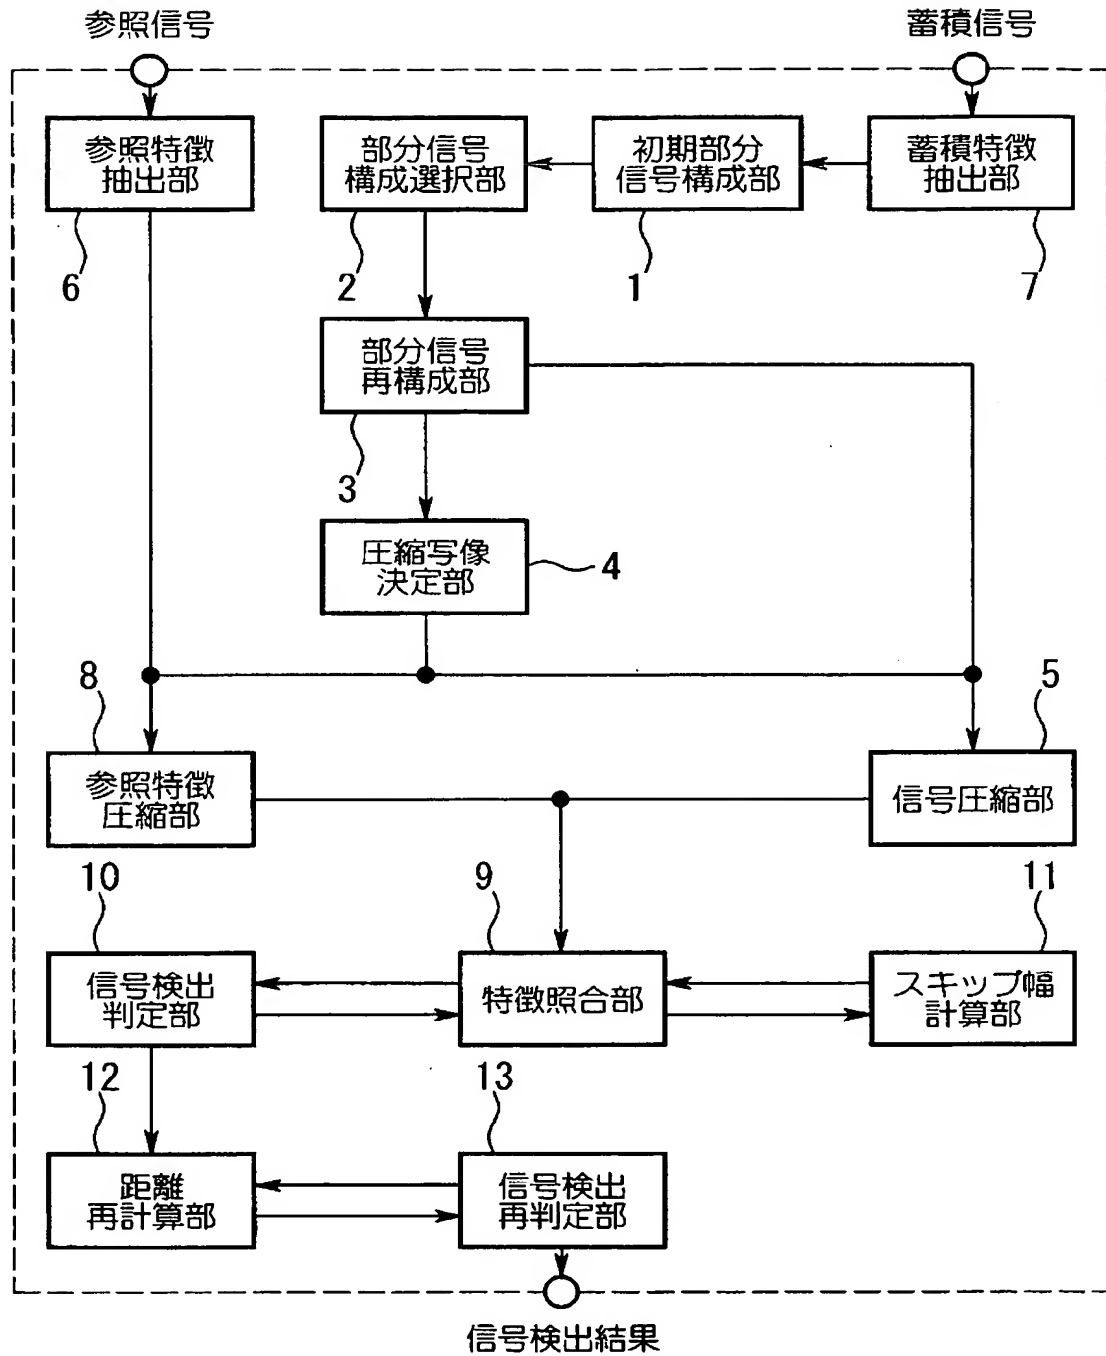 参照信号
蓄積信号
参照特徴
抽出部
部分信号
構成選択部
初期部分
信号構成部
蓄積特徴
抽出部
6
2
1
7
部分信号
再構成部
3
圧縮写像
決定部
4
8
5
参照特徴
圧縮部
信号圧縮部
10
9
11
信号検出
判定部
特徴照合部
スキップ幅
計算部
12
13
距離
再計算部
信号検出
再判定部
信号検出結果